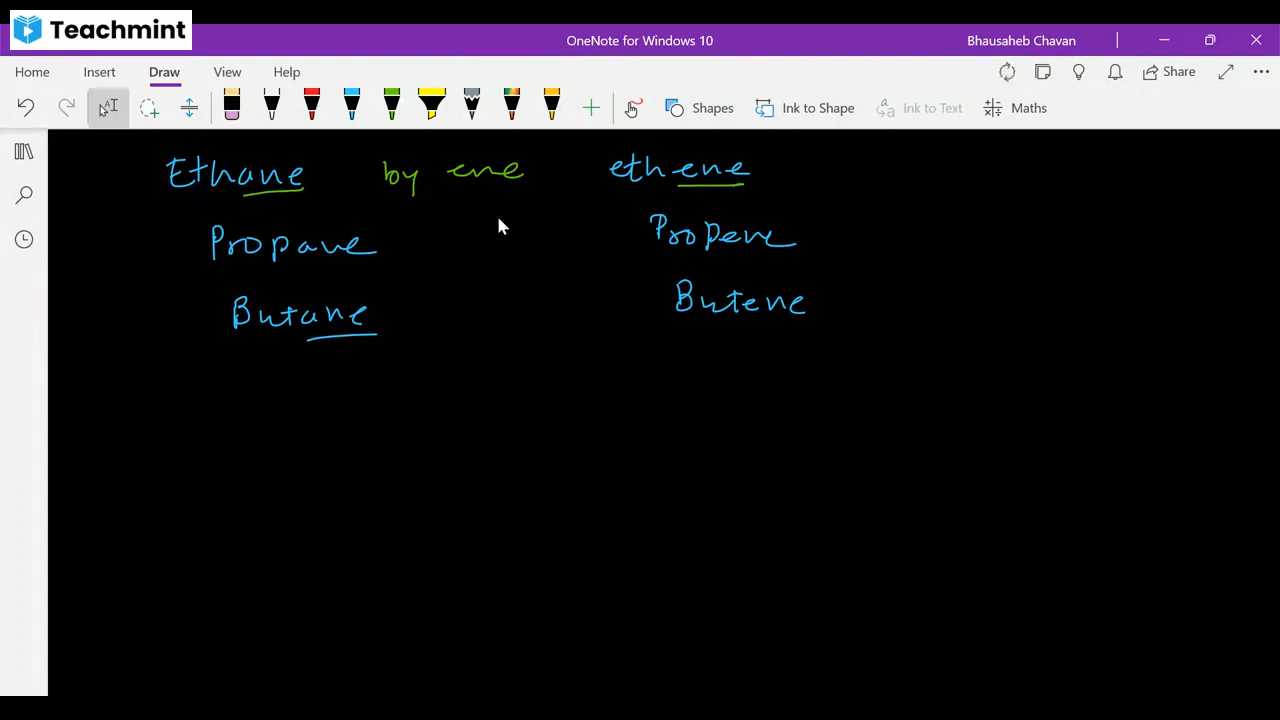 Teachmint
OneNote for Windows 10
Bhausaheb Chavan
Home Insert Draw View Help
Share
Shapes Ink to Shape Ink to Text Maths
Ethane by ene ethene
Propane Propene
Butane Butene